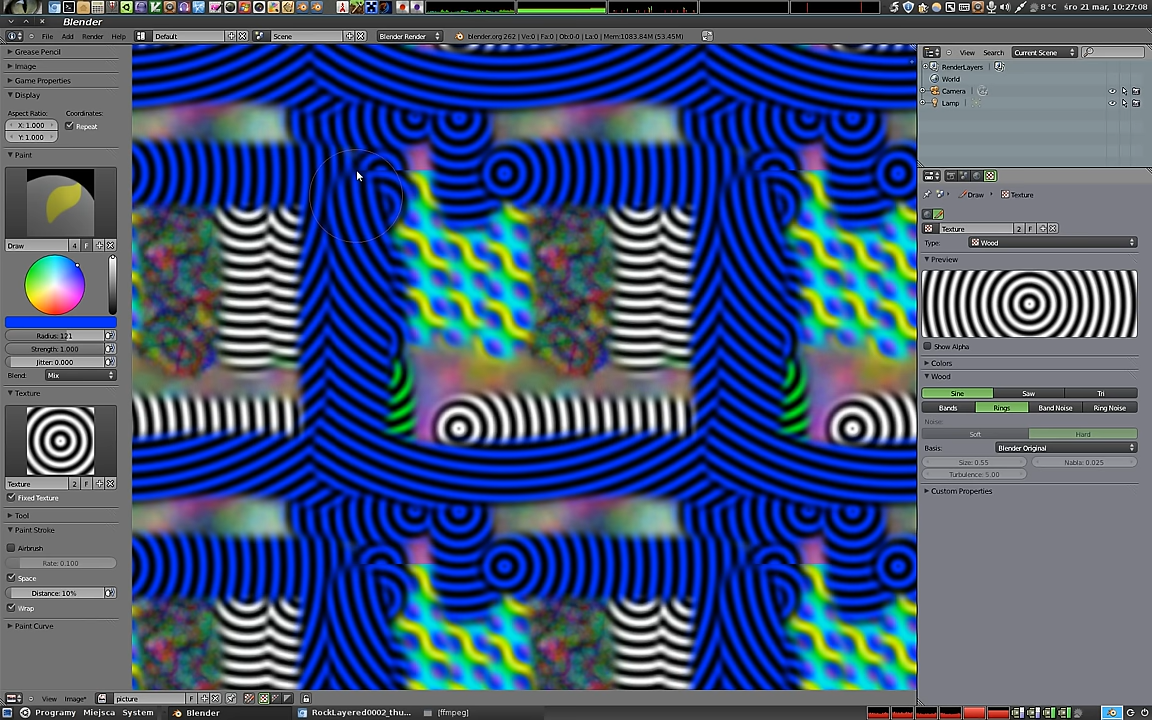 8 °C śro 21 mar, 10:27:08
Blender
File Add Render Help Default Scene Blender Render blender.org 262 | Ve:0 | Fa:0 | Ob:0-0 | La:0 | Mem:1083.84M (53.45M)
Grease Pencil
Image
Game Properties
Display
Aspect Ratio: Coordinates:
X: 1.000 Repeat
Y: 1.000
Paint
Draw 4 F
Radius: 121
Strength: 1.000
Jitter: 0.000
Blend: Mix
Texture
Texture 2 F
Fixed Texture
Tool
Paint Stroke
Airbrush
Rate: 0.100
Space
Distance: 10%
Wrap
Paint Curve
View Image* picture F
View Search Current Scene
RenderLayers
World
Camera
Lamp
Draw Texture
Texture 2 F
Type: Wood
Preview
Show Alpha
Colors
Wood
Sine Saw Tri
Bands Rings Band Noise Ring Noise
Noise:
Soft Hard
Basis: Blender Original
Size: 0.55 Nabla: 0.025
Turbulence: 5.00
Custom Properties
Programy Miejsca System Blender RockLayered0002_thu... [ffmpeg]